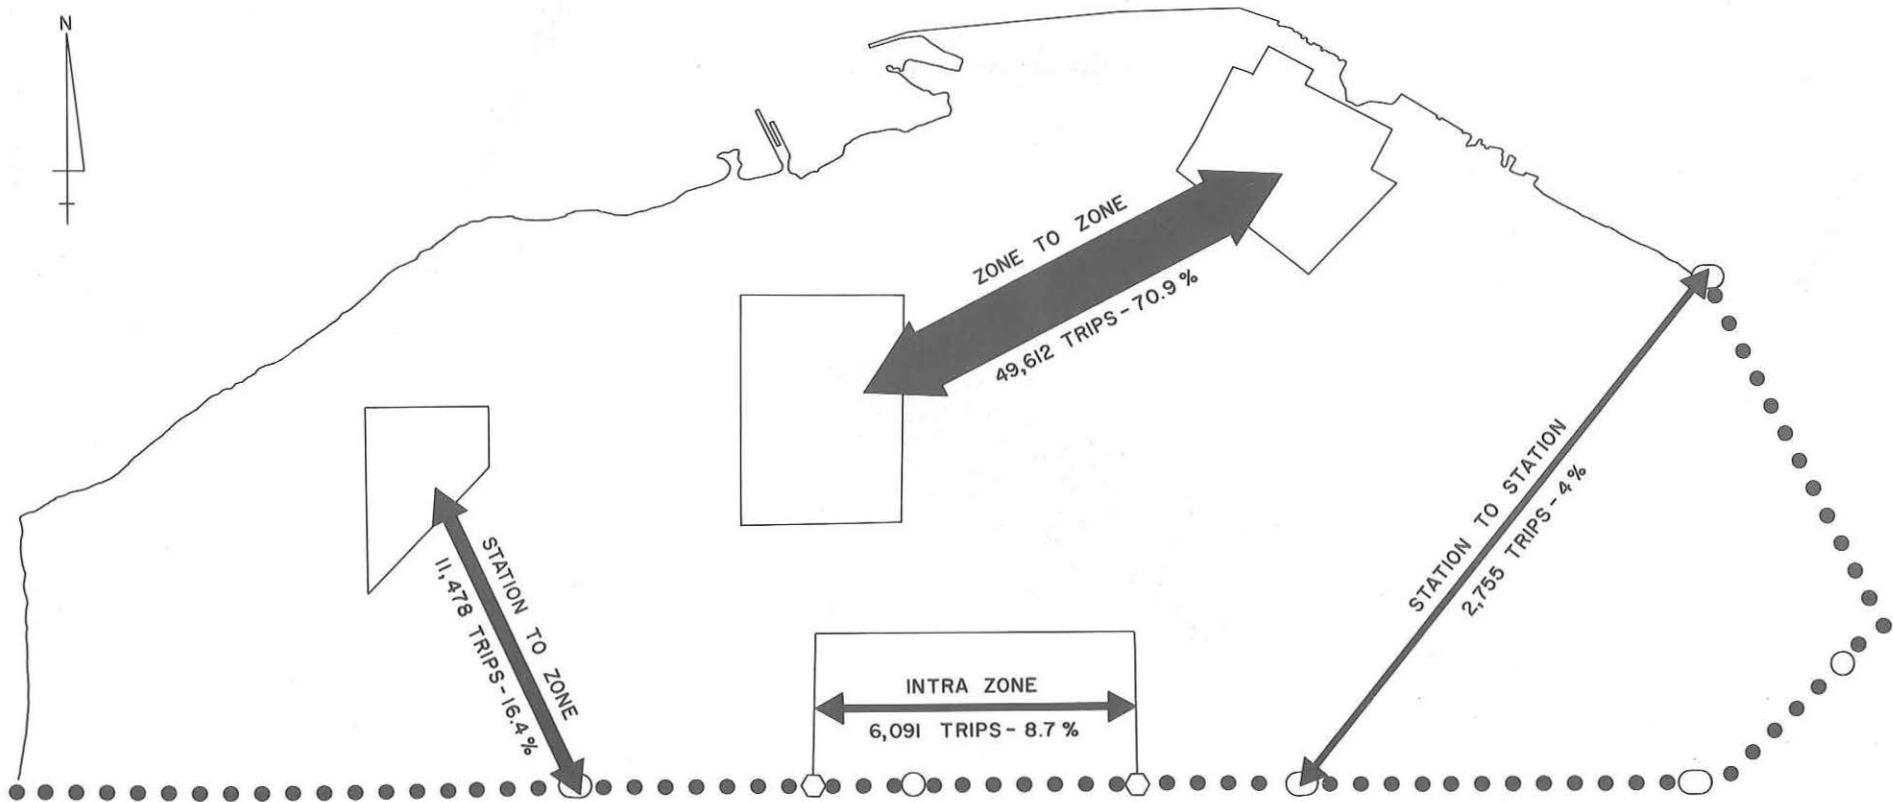 N
ZONE TO ZONE
49,612 TRIPS - 70.9 %
STATION TO STATION
2,755 TRIPS - 4 %
STATION TO ZONE
11,478 TRIPS - 16.4 %
INTRA ZONE
6,091 TRIPS - 8.7 %